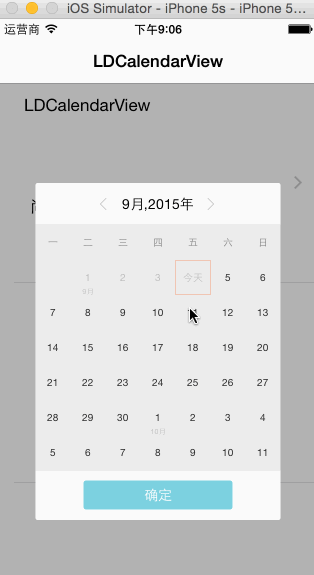 iOS Simulator - iPhone 5s - iPhone 5...
运营商 下午9:06
LDCalendarView
LDCalendarView
9月,2015年
一 二 三 四 五 六 日
1 2 3 今天 5 6
9月
7 8 9 10 11 12 13
14 15 16 17 18 19 20
21 22 23 24 25 26 27
28 29 30 1 2 3 4
10月
5 6 7 8 9 10 11
确定